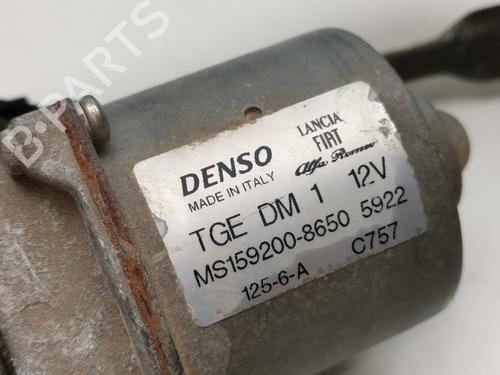 DENSO
MADE IN ITALY
LANCIA
FIAT
Alfa Romeo
TGE DM 1 12V
MS159200-8650 5922
125-6-A C757
B-PARTS